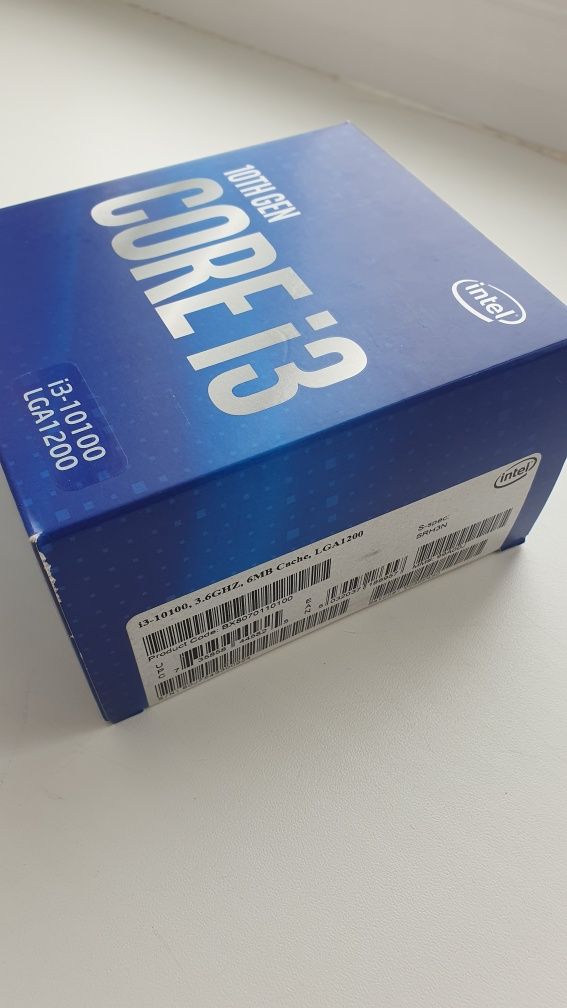 10TH GEN
CORE i3
intel
i3-10100
LGA1200
intel
i3-10100, 3.6GHZ, 6MB Cache, LGA1200
S-spec:
SRH3N
Product Code: BX8070110100
UPC